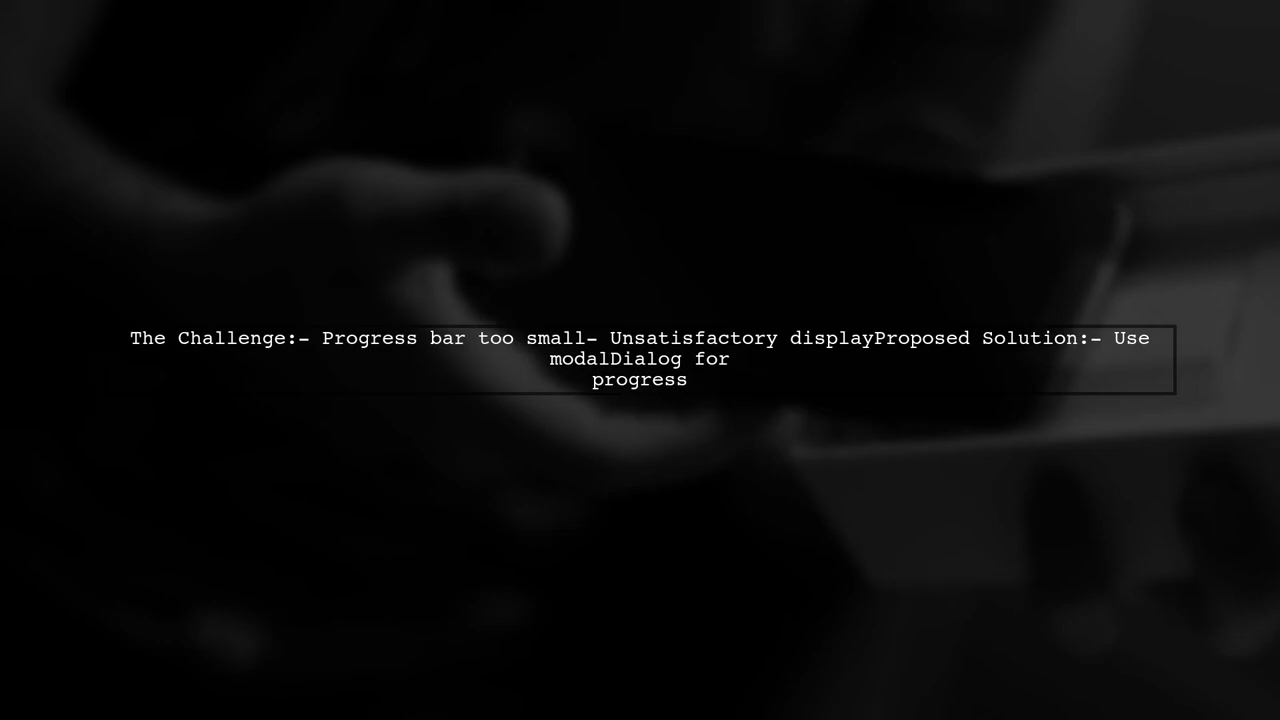 The Challenge:- Progress bar too small- Unsatisfactory displayProposed Solution:- Use
modalDialog for
progress